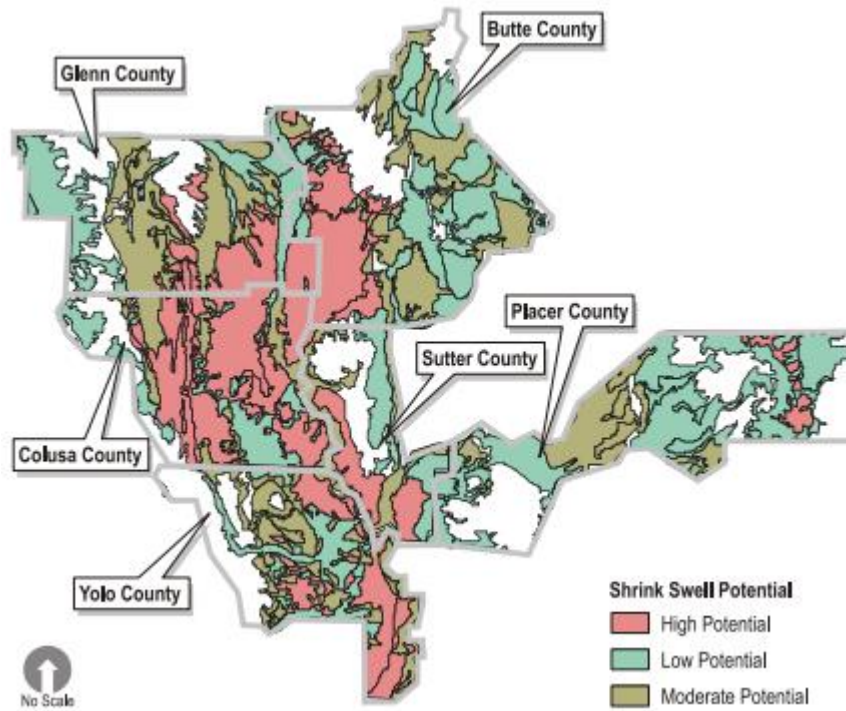 Butte County
Glenn County
Placer County
Sutter County
Colusa County
Yolo County
Shrink Swell Potential
High Potential
Low Potential
Moderate Potential
No Scale